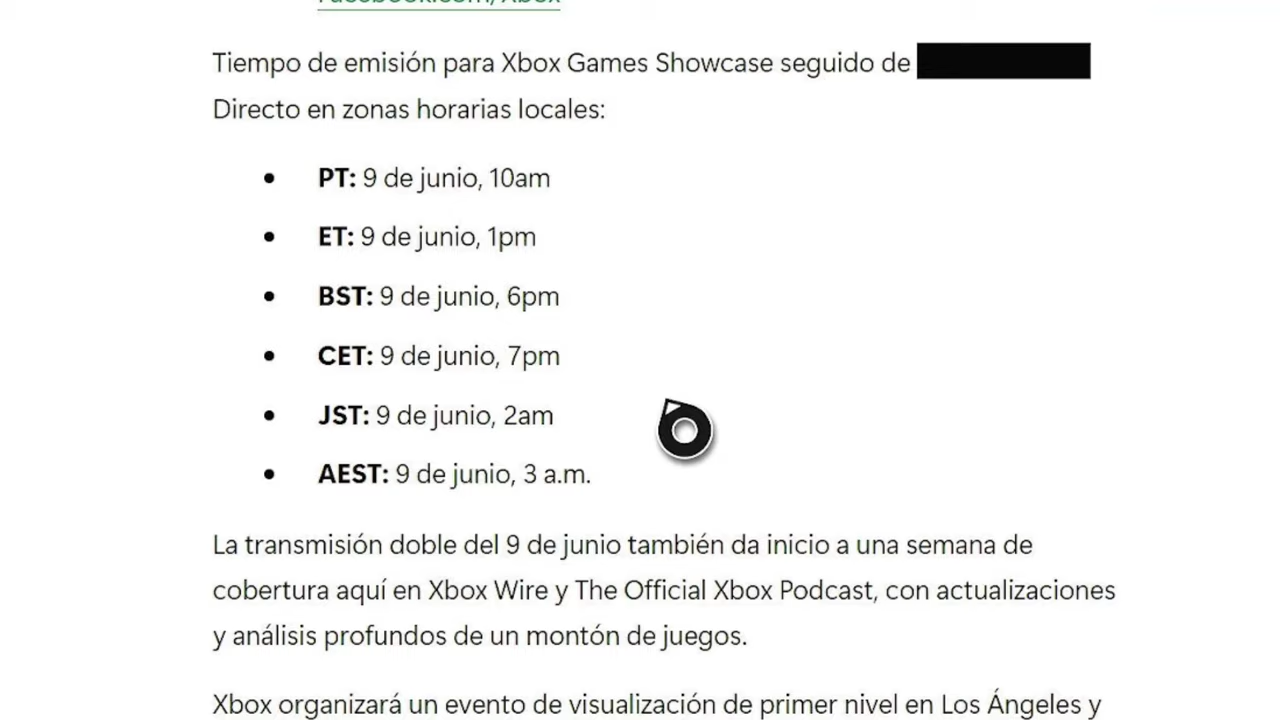 Tiempo de emisión para Xbox Games Showcase seguido de
Directo en zonas horarias locales:
• PT: 9 de junio, 10am
• ET: 9 de junio, 1pm
• BST: 9 de junio, 6pm
• CET: 9 de junio, 7pm
• JST: 9 de junio, 2am
• AEST: 9 de junio, 3 a.m.
La transmisión doble del 9 de junio también da inicio a una semana de
cobertura aquí en Xbox Wire y The Official Xbox Podcast, con actualizaciones
y análisis profundos de un montón de juegos.
Xbox organizará un evento de visualización de primer nivel en Los Ángeles y